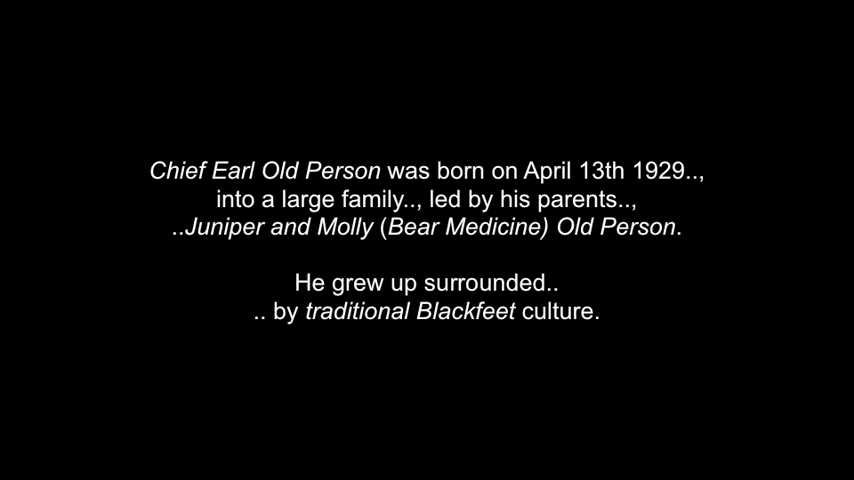 Chief Earl Old Person was born on April 13th 1929..,
into a large family.., led by his parents..,
..Juniper and Molly (Bear Medicine) Old Person.
He grew up surrounded..
.. by traditional Blackfeet culture.